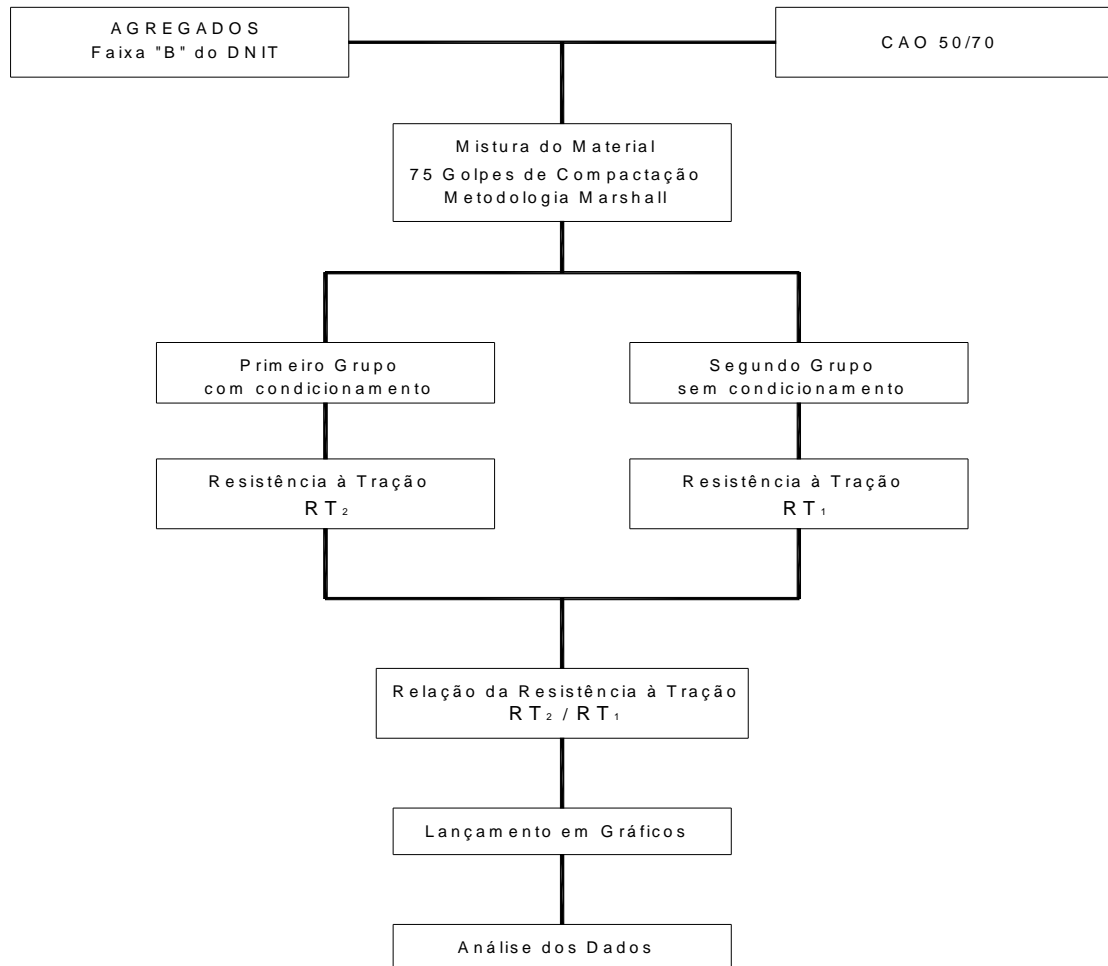 AGREGADOS
Faixa "B" do DNIT
CAO 50/70
Mistura do Material
75 Golpes de Compactação
Metodologia Marshall
Primeiro Grupo
com condicionamento
Segundo Grupo
sem condicionamento
Resistência à Tração
RT₂
Resistência à Tração
RT₁
Relação da Resistência à Tração
RT₂ / RT₁
Lançamento em Gráficos
Análise dos Dados